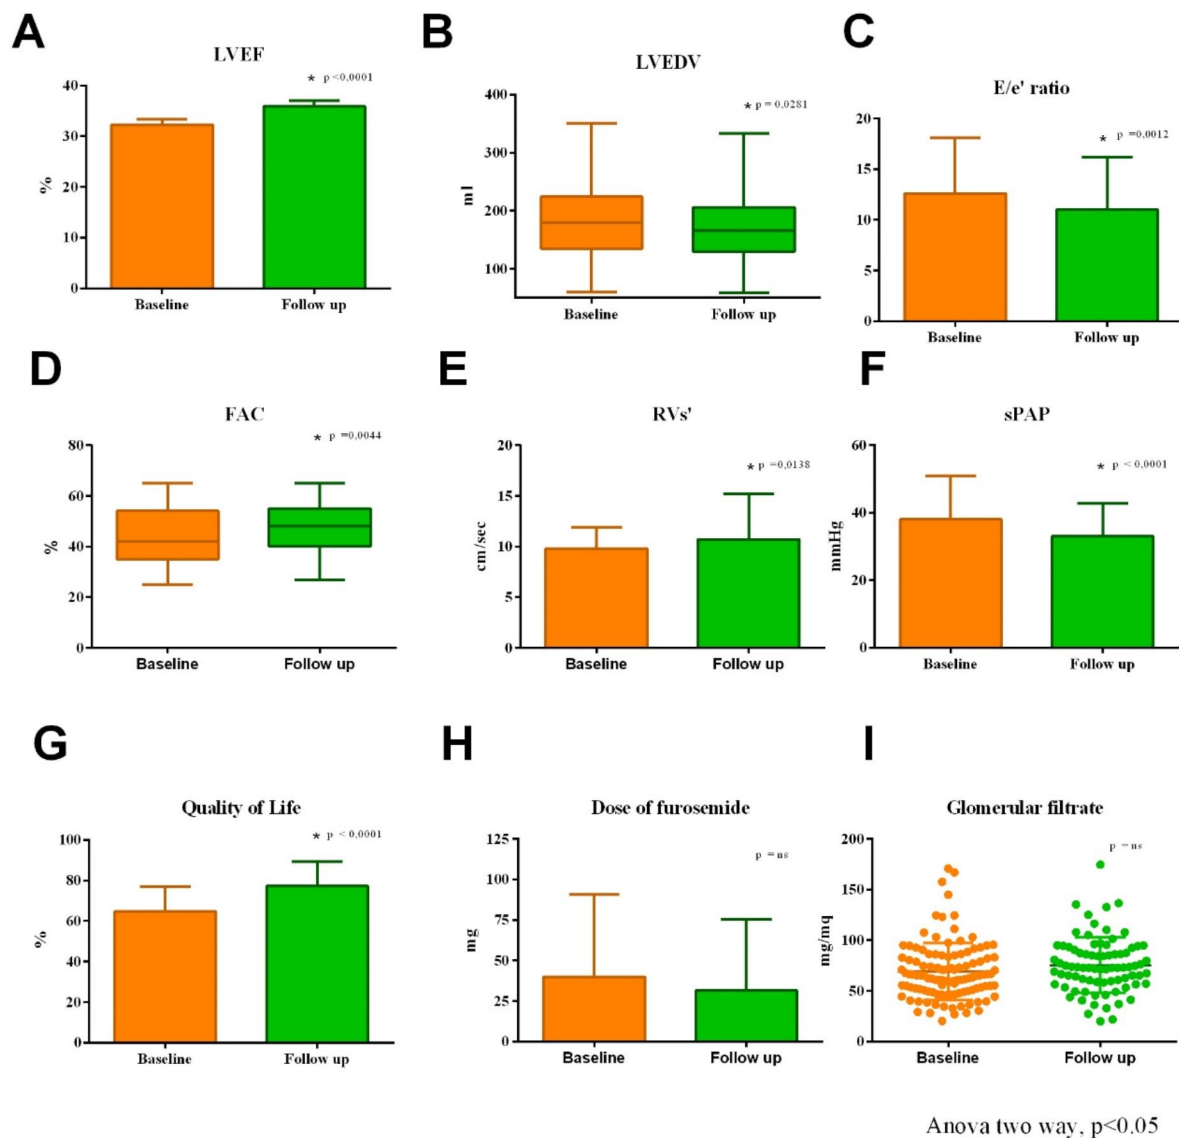 A
LVEF
* p <0,0001
40
30
20
10
0
%
Baseline Follow up
B
LVEDV
* p = 0,0281
400
300
200
100
ml
Baseline Follow up
C
E/e' ratio
* p =0,0012
20
15
10
5
0
Baseline Follow up
D
FAC
* p =0,0044
80
60
40
20
0
%
Baseline Follow up
E
RVs'
* p =0,0138
20
15
10
5
0
cm/sec
Baseline Follow up
F
sPAP
* p < 0,0001
60
40
20
0
mmHg
Baseline Follow up
G
Quality of Life
* p < 0,0001
100
80
60
40
20
0
%
Baseline Follow up
H
Dose of furosemide
p = ns
125
100
75
50
25
0
mg
Baseline Follow up
I
Glomerular filtrate
p = ns
200
150
100
50
0
mg/mq
Baseline Follow up
Anova two way, p<0.05